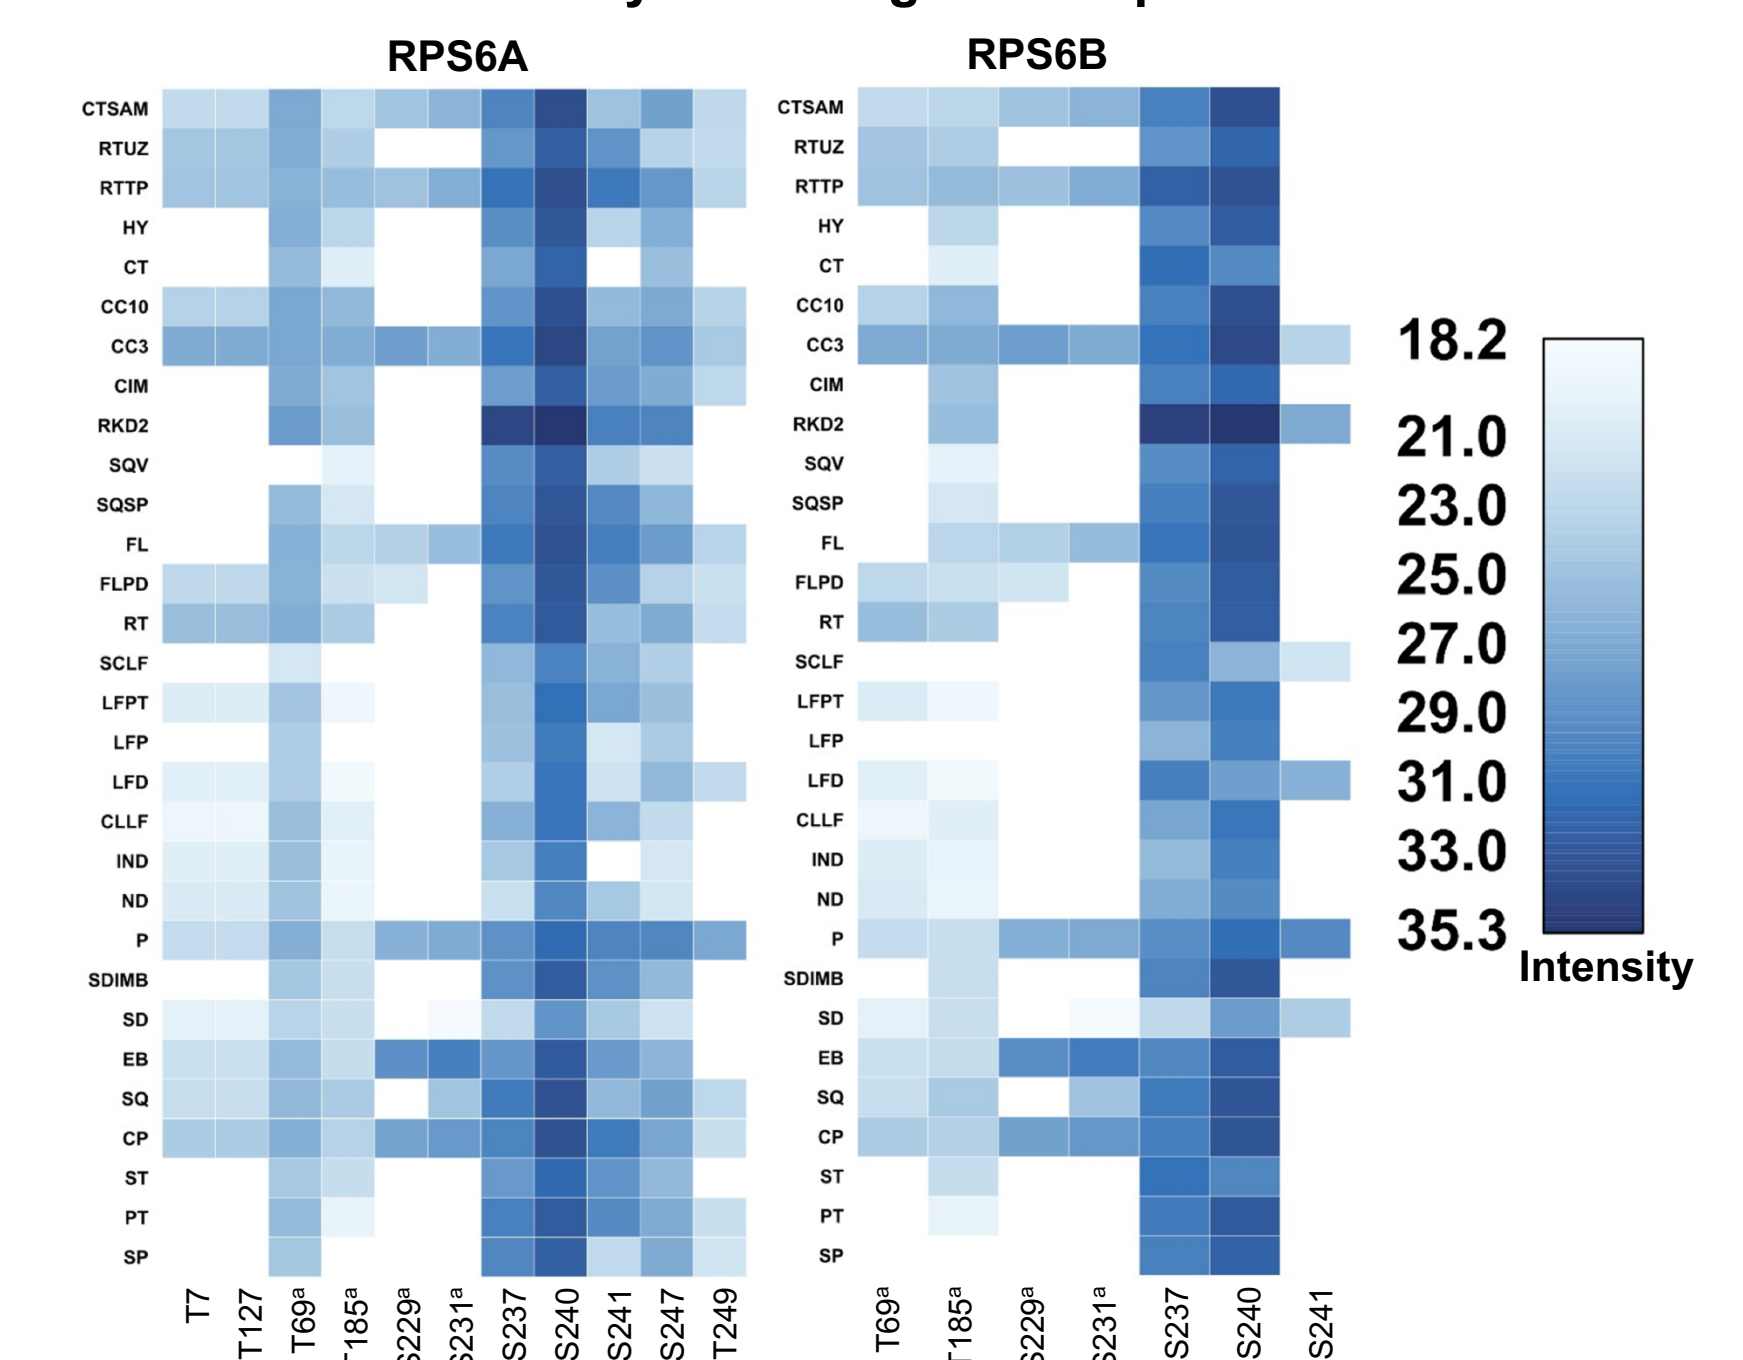 RPS6A
RPS6B
CTSAM
RTUZ
RTTP
HY
CT
CC10
CC3
CIM
RKD2
SQV
SQSP
FL
FLPD
RT
SCLF
LFPT
LFP
LFD
CLLF
IND
ND
P
SDIMB
SD
EB
SQ
CP
ST
PT
SP
T7
T127
T69a
T185a
S229a
S231a
S237
S240
S241
S247
T249
CTSAM
RTUZ
RTTP
HY
CT
CC10
CC3
CIM
RKD2
SQV
SQSP
FL
FLPD
RT
SCLF
LFPT
LFP
LFD
CLLF
IND
ND
P
SDIMB
SD
EB
SQ
CP
ST
PT
SP
T69a
T185a
S229a
S231a
S237
S240
S241
18.2
21.0
23.0
25.0
27.0
29.0
31.0
33.0
35.3
Intensity